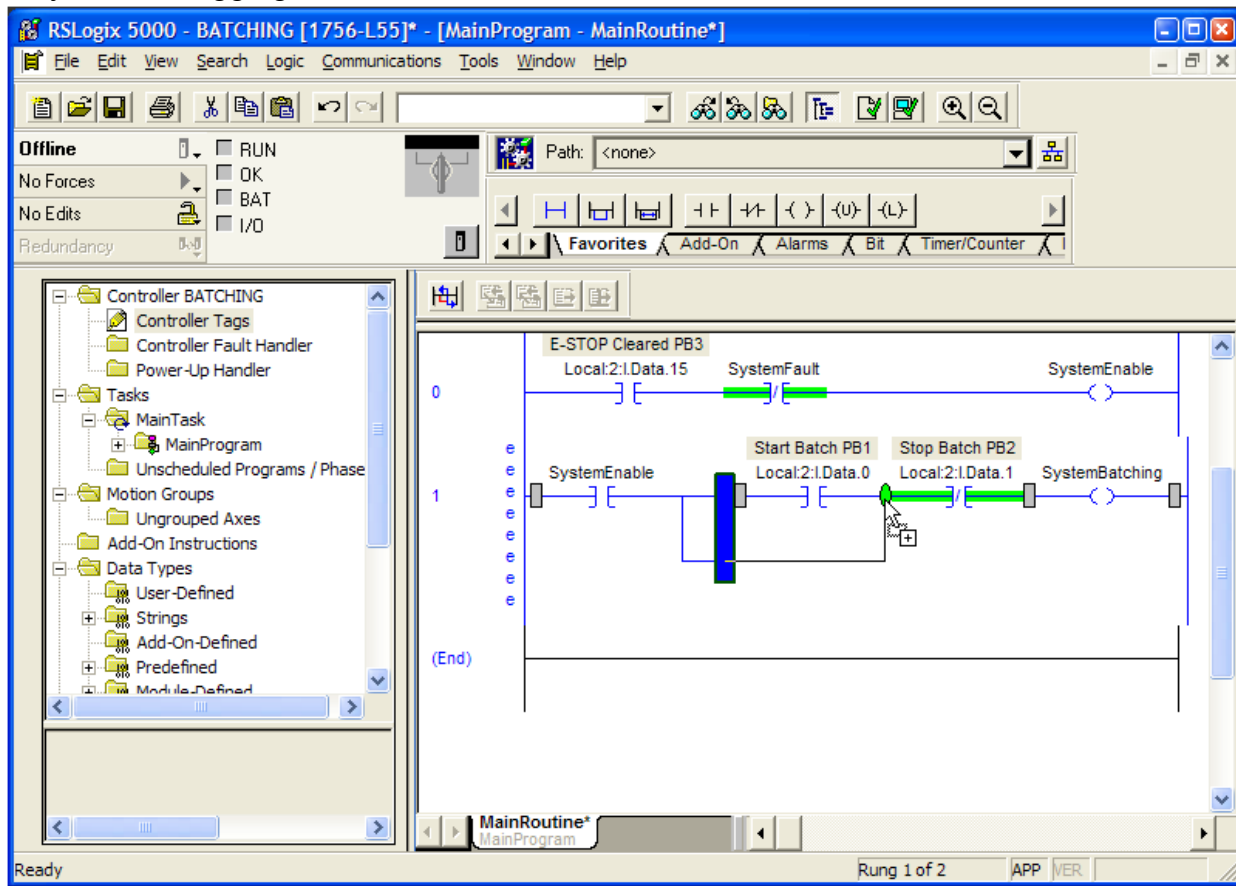 RSLogix 5000 - BATCHING [1756-L55]* - [MainProgram - MainRoutine*]
File Edit View Search Logic Communications Tools Window Help
Offline
RUN
No Forces
OK
No Edits
BAT
Redundancy
I/O
Path: <none>
Favorites Add-On Alarms Bit Timer/Counter
Controller BATCHING
Controller Tags
Controller Fault Handler
Power-Up Handler
Tasks
MainTask
MainProgram
Unscheduled Programs / Phase
Motion Groups
Ungrouped Axes
Add-On Instructions
Data Types
User-Defined
Strings
Add-On-Defined
Predefined
Module-Defined
E-STOP Cleared PB3
Local:2:I.Data.15 SystemFault SystemEnable
0
Start Batch PB1 Stop Batch PB2
SystemEnable Local:2:I.Data.0 Local:2:I.Data.1 SystemBatching
1
e
e
e
e
e
e
e
e
(End)
MainRoutine*
MainProgram
Ready Rung 1 of 2 APP VER